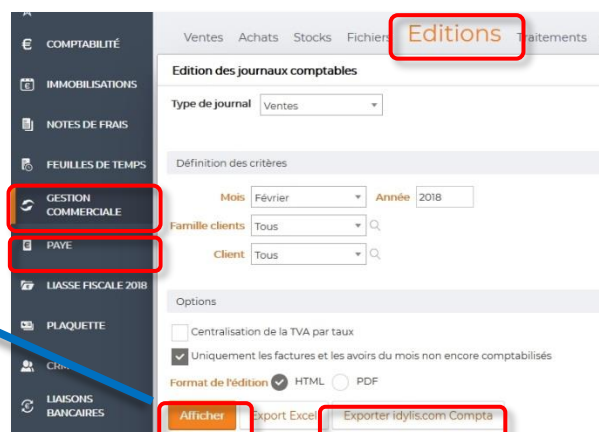 COMPTABILITÉ
IMMOBILISATIONS
NOTES DE FRAIS
FEUILLES DE TEMPS
GESTION
COMMERCIALE
PAYE
LIASSE FISCALE 2018
PLAQUETTE
LIAISONS
BANCAIRES
Ventes Achats Stocks Fichiers Editions Traitements
Edition des journaux comptables
Type de journal Ventes
Définition des critères
Mois Février Année 2018
Famille clients Tous
Client Tous
Options
Centralisation de la TVA par taux
Uniquement les factures et les avoirs du mois non encore comptabilisés
Format de l'édition HTML PDF
Afficher Export Excel Exporter idylis.com Compta